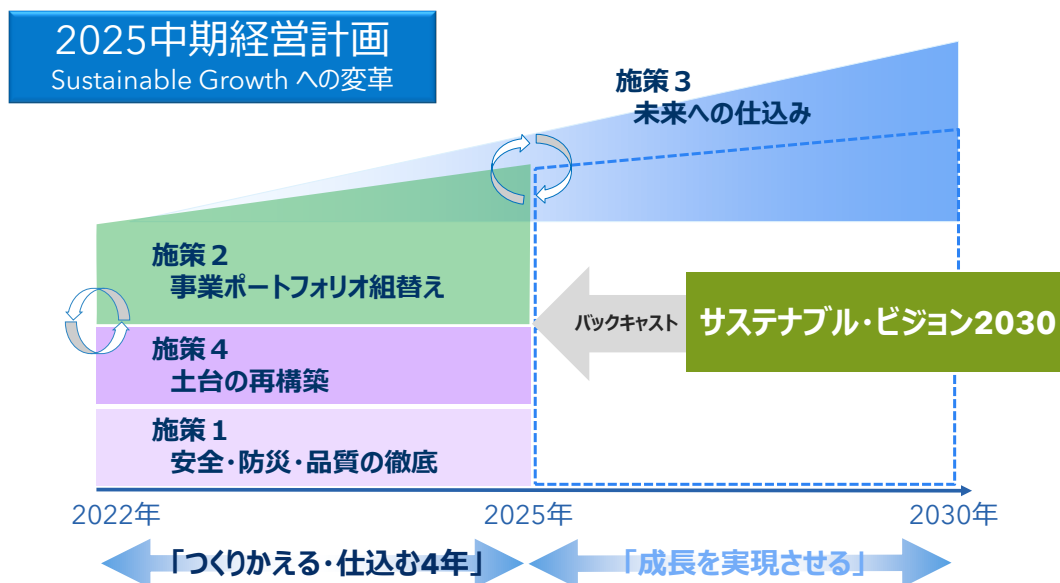 2025中期経営計画
Sustainable Growth への変革
施策３
未来への仕込み
施策２
事業ポートフォリオ組替え
バックキャスト
サステナブル・ビジョン2030
施策４
土台の再構築
施策１
安全・防災・品質の徹底
2022年
2025年
2030年
「つくりかえる・仕込む4年」
「成長を実現させる」